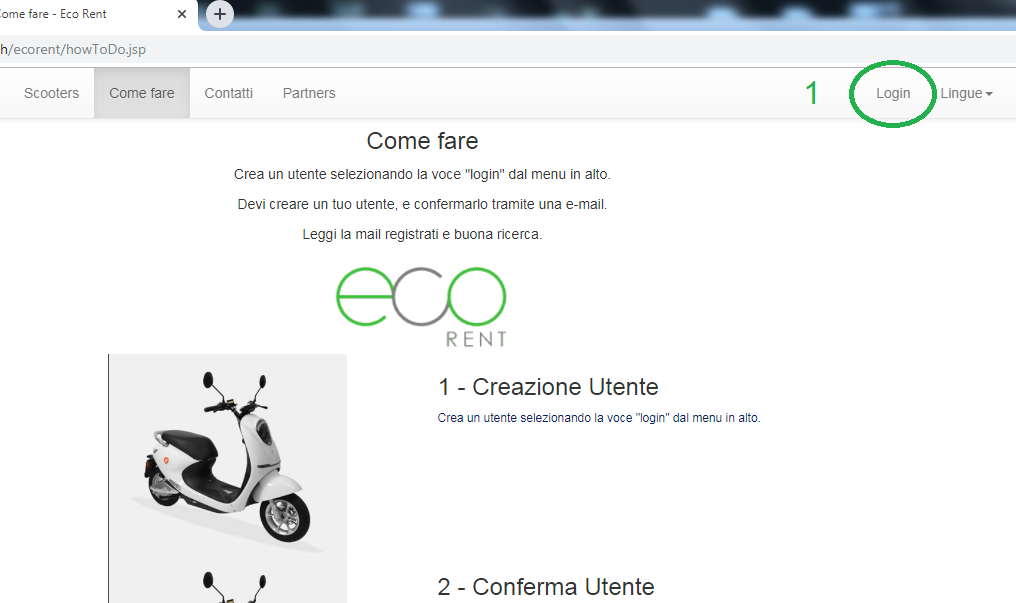 Come fare - Eco Rent
h/ecorent/howToDo.jsp
Scooters Come fare Contatti Partners 1 Login Lingue
Come fare
Crea un utente selezionando la voce "login" dal menu in alto.
Devi creare un tuo utente, e confermarlo tramite una e-mail.
Leggi la mail registrati e buona ricerca.
eco
RENT
1 - Creazione Utente
Crea un utente selezionando la voce "login" dal menu in alto.
2 - Conferma Utente